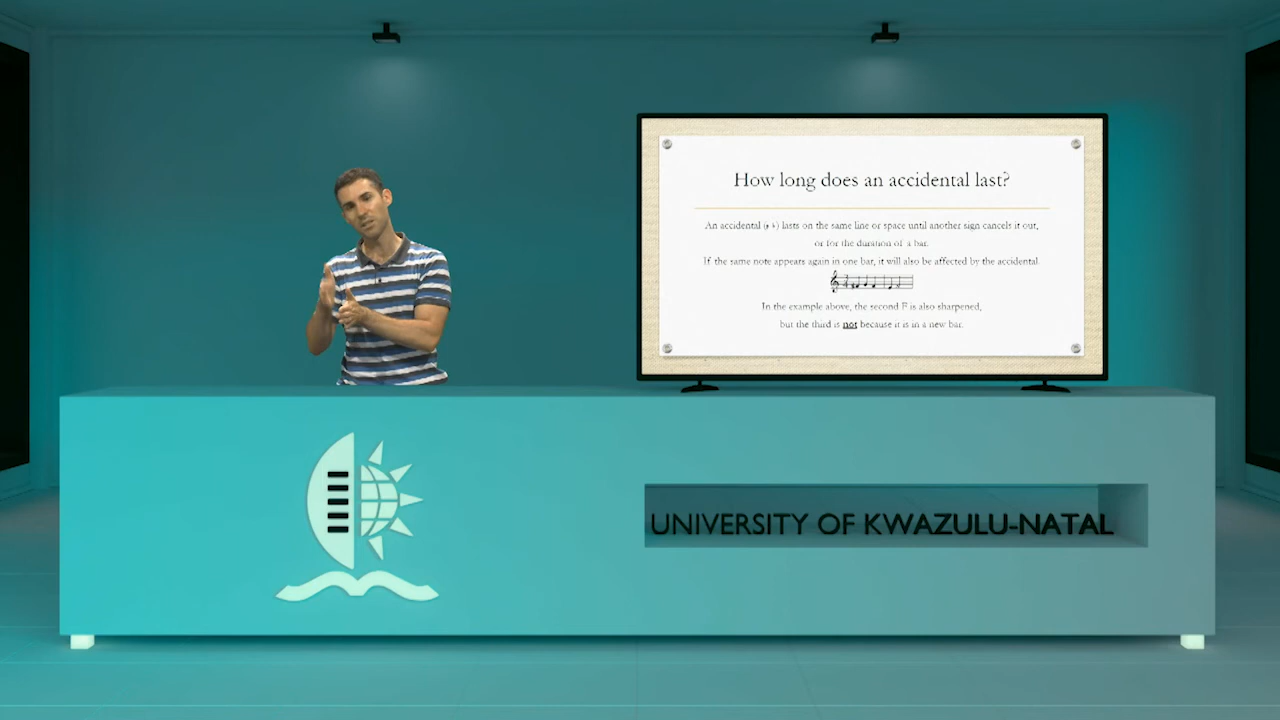 How long does an accidental last?
An accidental (♯ ♮) lasts on the same line or space until another sign cancels it out,
or for the duration of a bar.
If the same note appears again in one bar, it will also be affected by the accidental.
In the example above, the second F is also sharpened,
but the third is not because it is in a new bar.
UNIVERSITY OF KWAZULU-NATAL